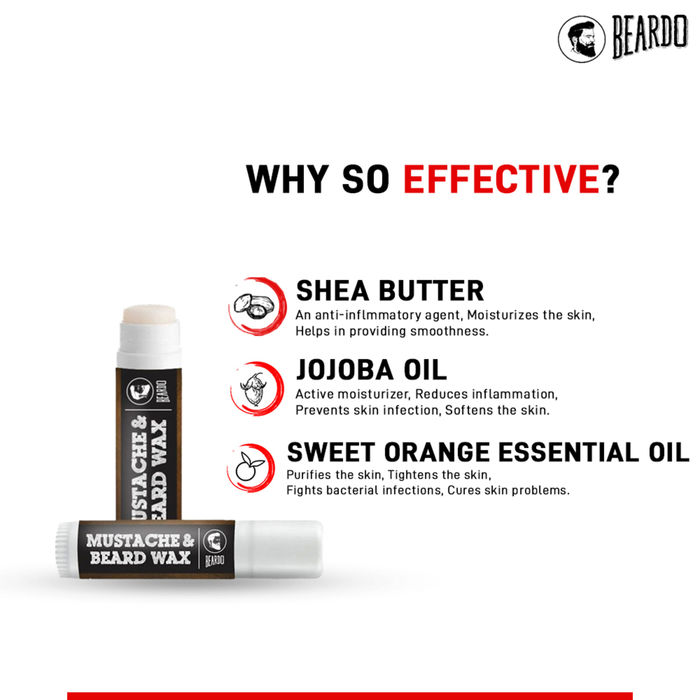 BEARDO
WHY SO EFFECTIVE?
SHEA BUTTER
An anti-inflmmatory agent, Moisturizes the skin,
Helps in providing smoothness.
JOJOBA OIL
Active moisturizer, Reduces inflammation,
Prevents skin infection, Softens the skin.
SWEET ORANGE ESSENTIAL OIL
Purifies the skin, Tightens the skin,
Fights bacterial infections, Cures skin problems.
BEARDO
USTACHE &
EARD WAX
MUSTACHE &
BEARD WAX
BEARDO